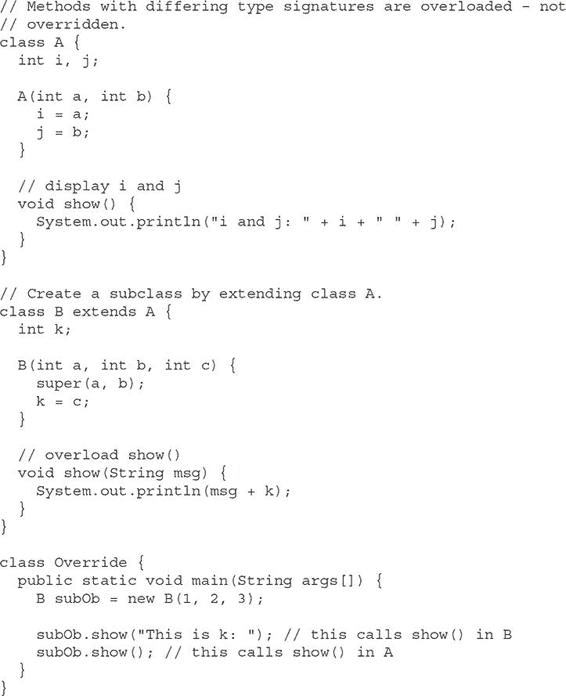 // Methods with differing type signatures are overloaded – not
// overridden.
class A {
  int i, j;

  A(int a, int b) {
    i = a;
    j = b;
  }

  // display i and j
  void show() {
    System.out.println("i and j: " + i + " " + j);
  }
}

// Create a subclass by extending class A.
class B extends A {
  int k;

  B(int a, int b, int c) {
    super(a, b);
    k = c;
  }

  // overload show()
  void show(String msg) {
    System.out.println(msg + k);
  }
}

class Override {
  public static void main(String args[]) {
    B subOb = new B(1, 2, 3);

    subOb.show("This is k: "); // this calls show() in B
    subOb.show(); // this calls show() in A
  }
}